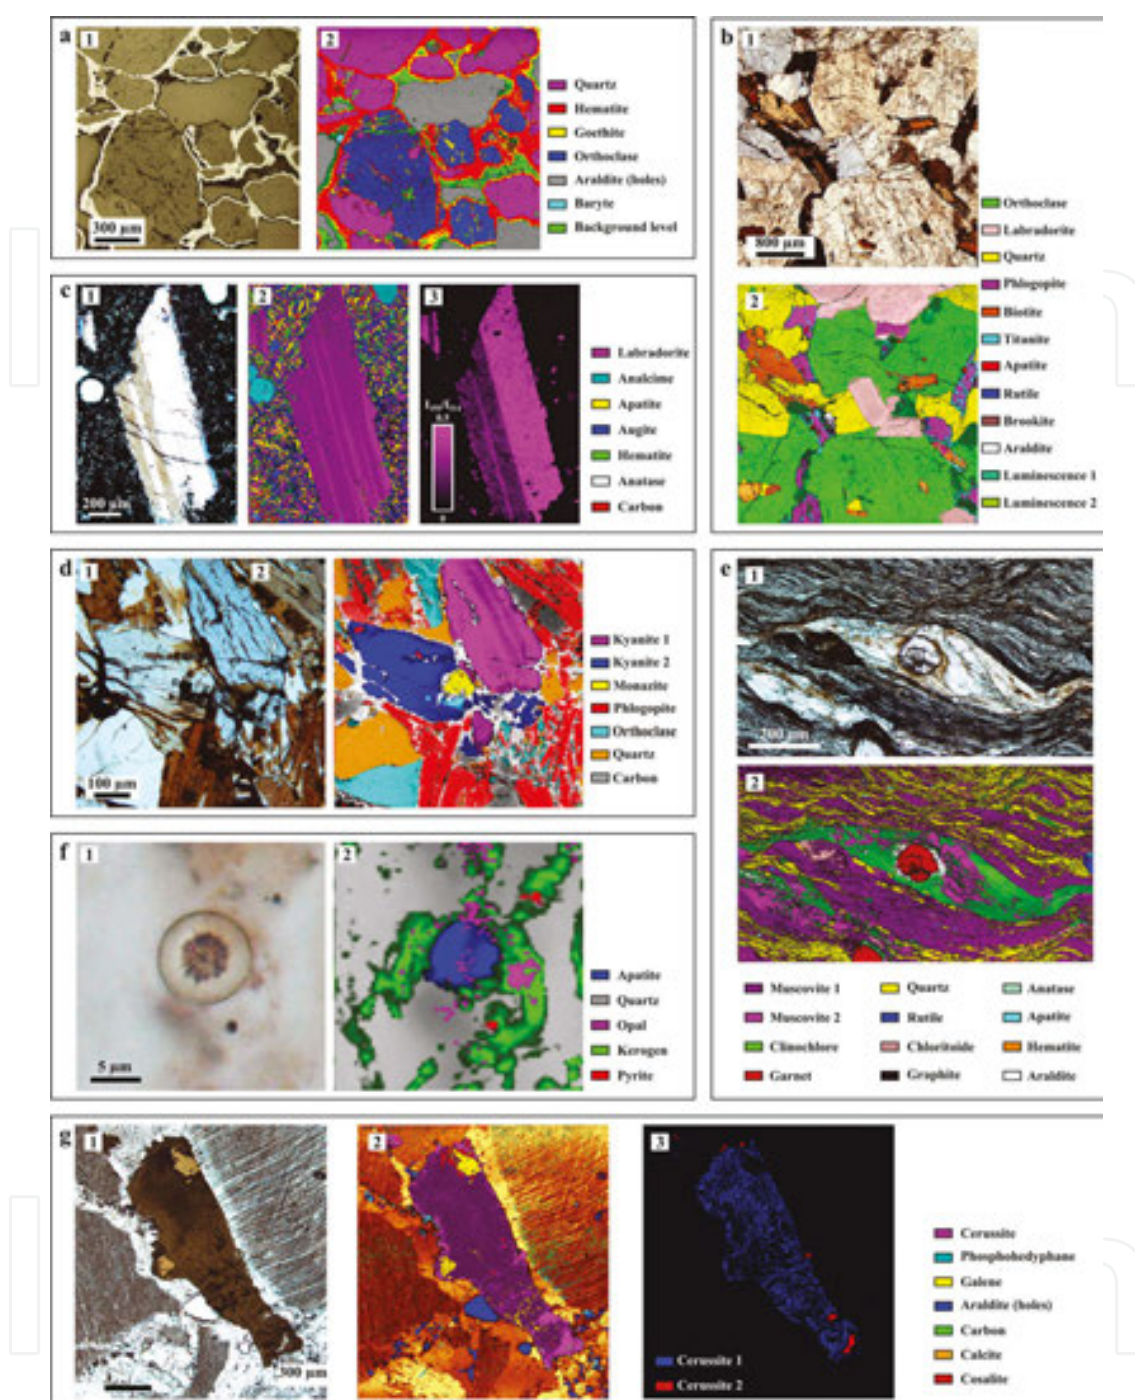 a
1
2
Quartz
Hematite
Goethite
Orthoclase
Araldite (holes)
Baryte
Background level
300 µm
b
1
800 µm
2
Orthoclase
Labradorite
Quartz
Phlogopite
Biotite
Titanite
Apatite
Rutile
Brookite
Araldite
Luminescence 1
Luminescence 2
c
1
2
3
200 µm
0
Labradorite
Analcime
Apatite
Augite
Hematite
Anatase
Carbon
d
1
2
100 µm
Kyanite 1
Kyanite 2
Monazite
Phlogopite
Orthoclase
Quartz
Carbon
e
1
200 µm
2
Muscovite 1
Quartz
Anatase
Muscovite 2
Rutile
Apatite
Clinochlore
Chloritoide
Hematite
Garnet
Graphite
Araldite
f
1
2
5 µm
Apatite
Quartz
Opal
Kerogen
Pyrite
g
1
2
3
300 µm
Cerussite 1
Cerussite 2
Cerussite
Phosphohedyphane
Galene
Araldite (holes)
Carbon
Calcite
Cosalite